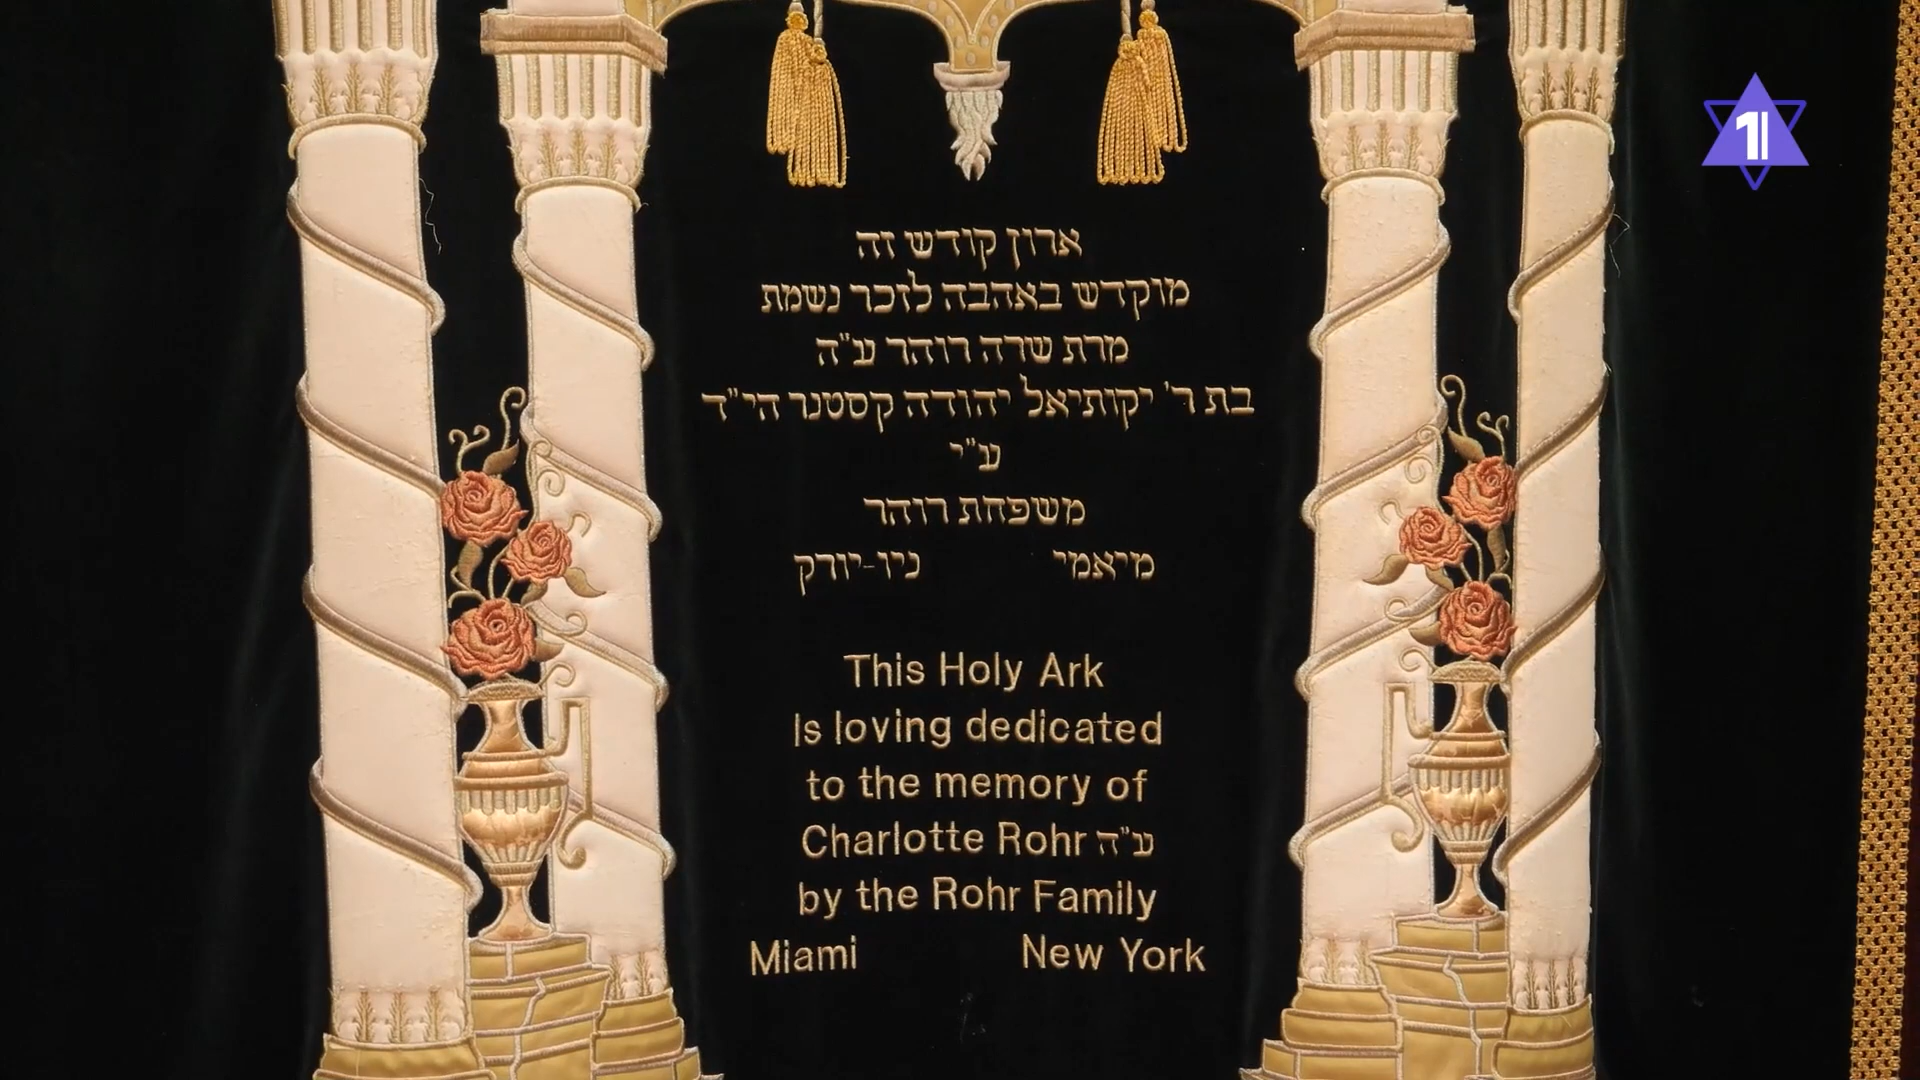 ארון קודש זה
מוקדש באהבה לזכר נשמת
מרת שרה רוהר ע"ה
בת ר' יקותיאל יהודה קסטנר הי"ד
ע"י
משפחת רוהר
מיאמי ניו-יורק
This Holy Ark
Is loving dedicated
to the memory of
Charlotte Rohr ע"ה
by the Rohr Family
Miami New York
1